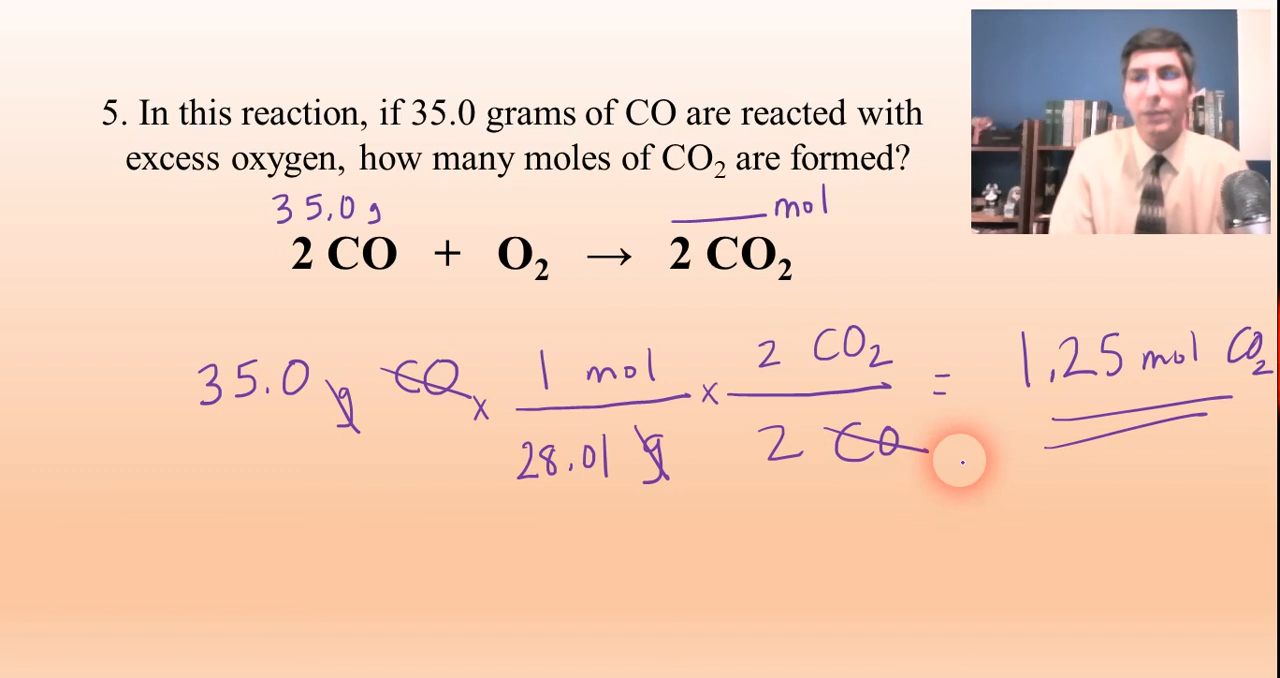 5. In this reaction, if 35.0 grams of CO are reacted with
excess oxygen, how many moles of CO₂ are formed?
35.0 g ____ mol
2 CO + O₂ → 2 CO₂
35.0 g CO x 1 mol / 28.01 g x 2 CO₂ / 2 CO = 1.25 mol CO₂